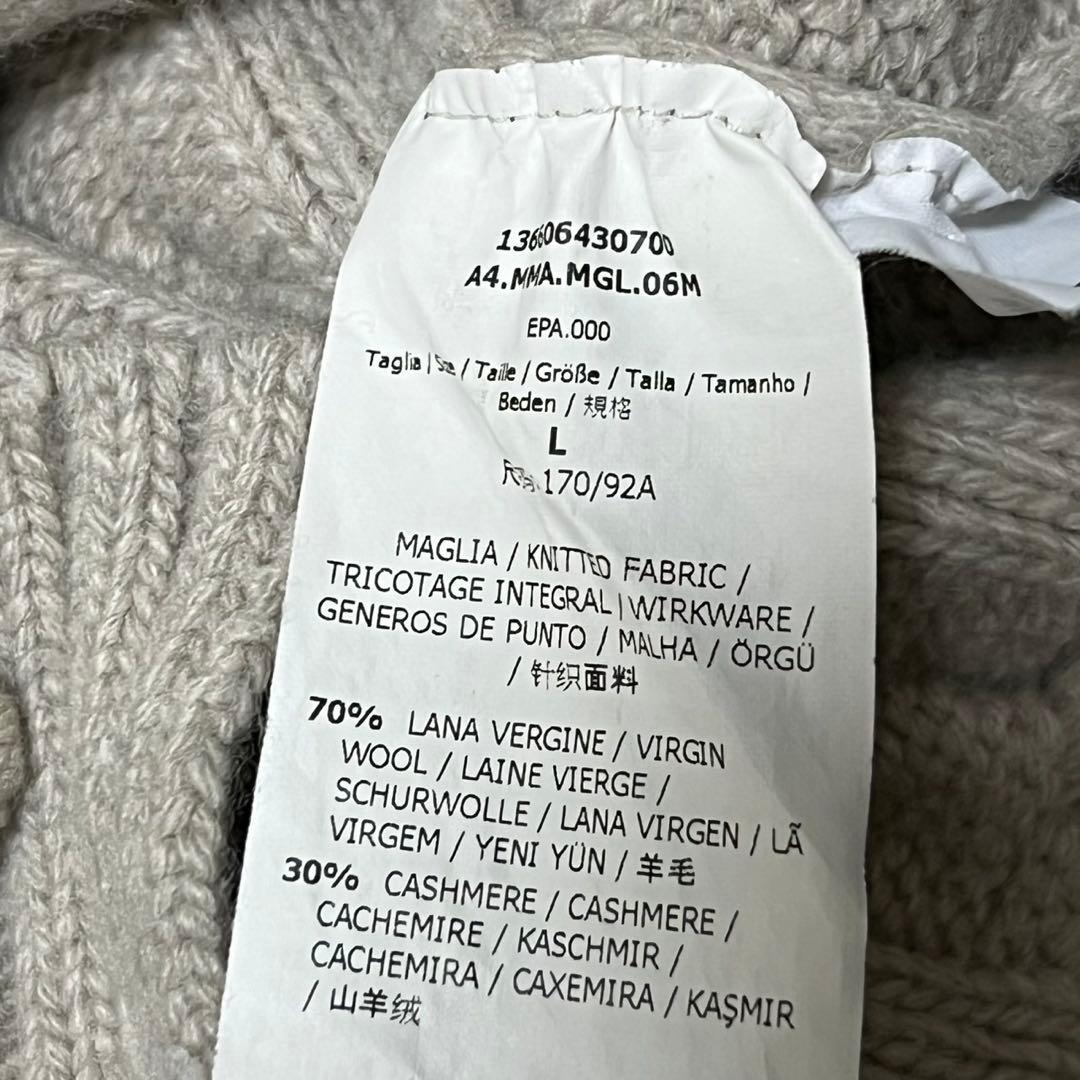 13606430700
A4.MMA.MGL.06M
EPA.000
Taglia / Size / Taille / Größe / Talla / Tamanho /
Beden / 規格
L
170/92A
MAGLIA / KNITTED FABRIC /
TRICOTAGE INTEGRAL / WIRKWARE /
GENEROS DE PUNTO / MALHA / ÖRGÜ
/ 针织面料
70% LANA VERGINE / VIRGIN
WOOL / LAINE VIERGE /
SCHURWOLLE / LANA VIRGEN / LÃ
VIRGEM / YENI YÜN / 羊毛
30% CASHMERE / CASHMERE /
CACHEMIRE / KASCHMIR /
CACHEMIRA / CAXEMIRA / KAŞMIR
/ 山羊绒